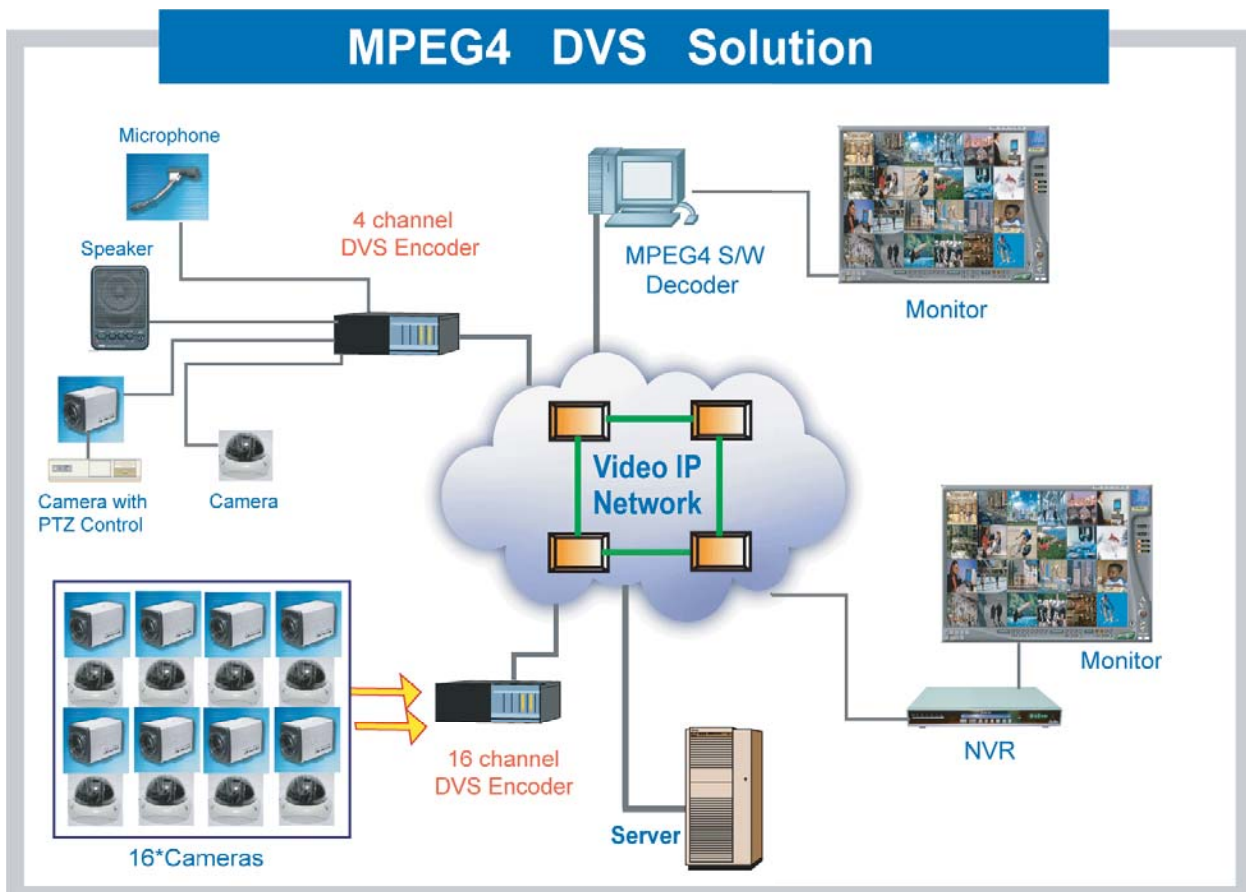 MPEG4 DVS Solution
Microphone
4 channel
DVS Encoder
Speaker
MPEG4 S/W
Decoder
Monitor
Camera with
PTZ Control
Camera
Video IP
Network
Monitor
NVR
16 channel
DVS Encoder
Server
16*Cameras